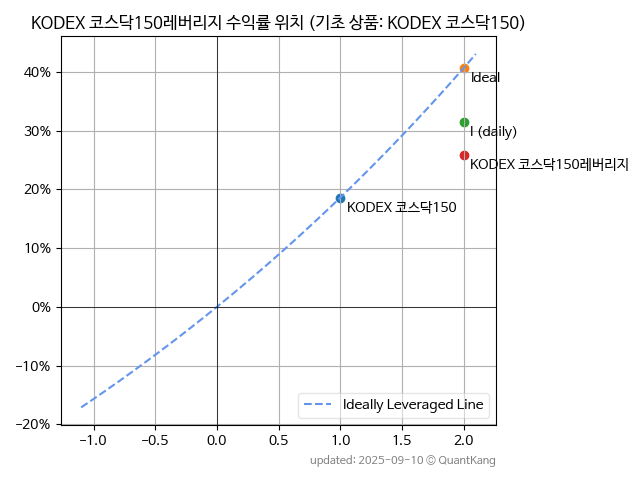 KODEX 코스닥150레버리지 수익률 위치 (기초 상품: KODEX 코스닥150)
40%
30%
20%
10%
0%
-10%
-20%
Ideal
I (daily)
KODEX 코스닥150레버리지
KODEX 코스닥150
Ideally Leveraged Line
-1.0 -0.5 0.0 0.5 1.0 1.5 2.0
updated: 2025-09-10 © QuantKang